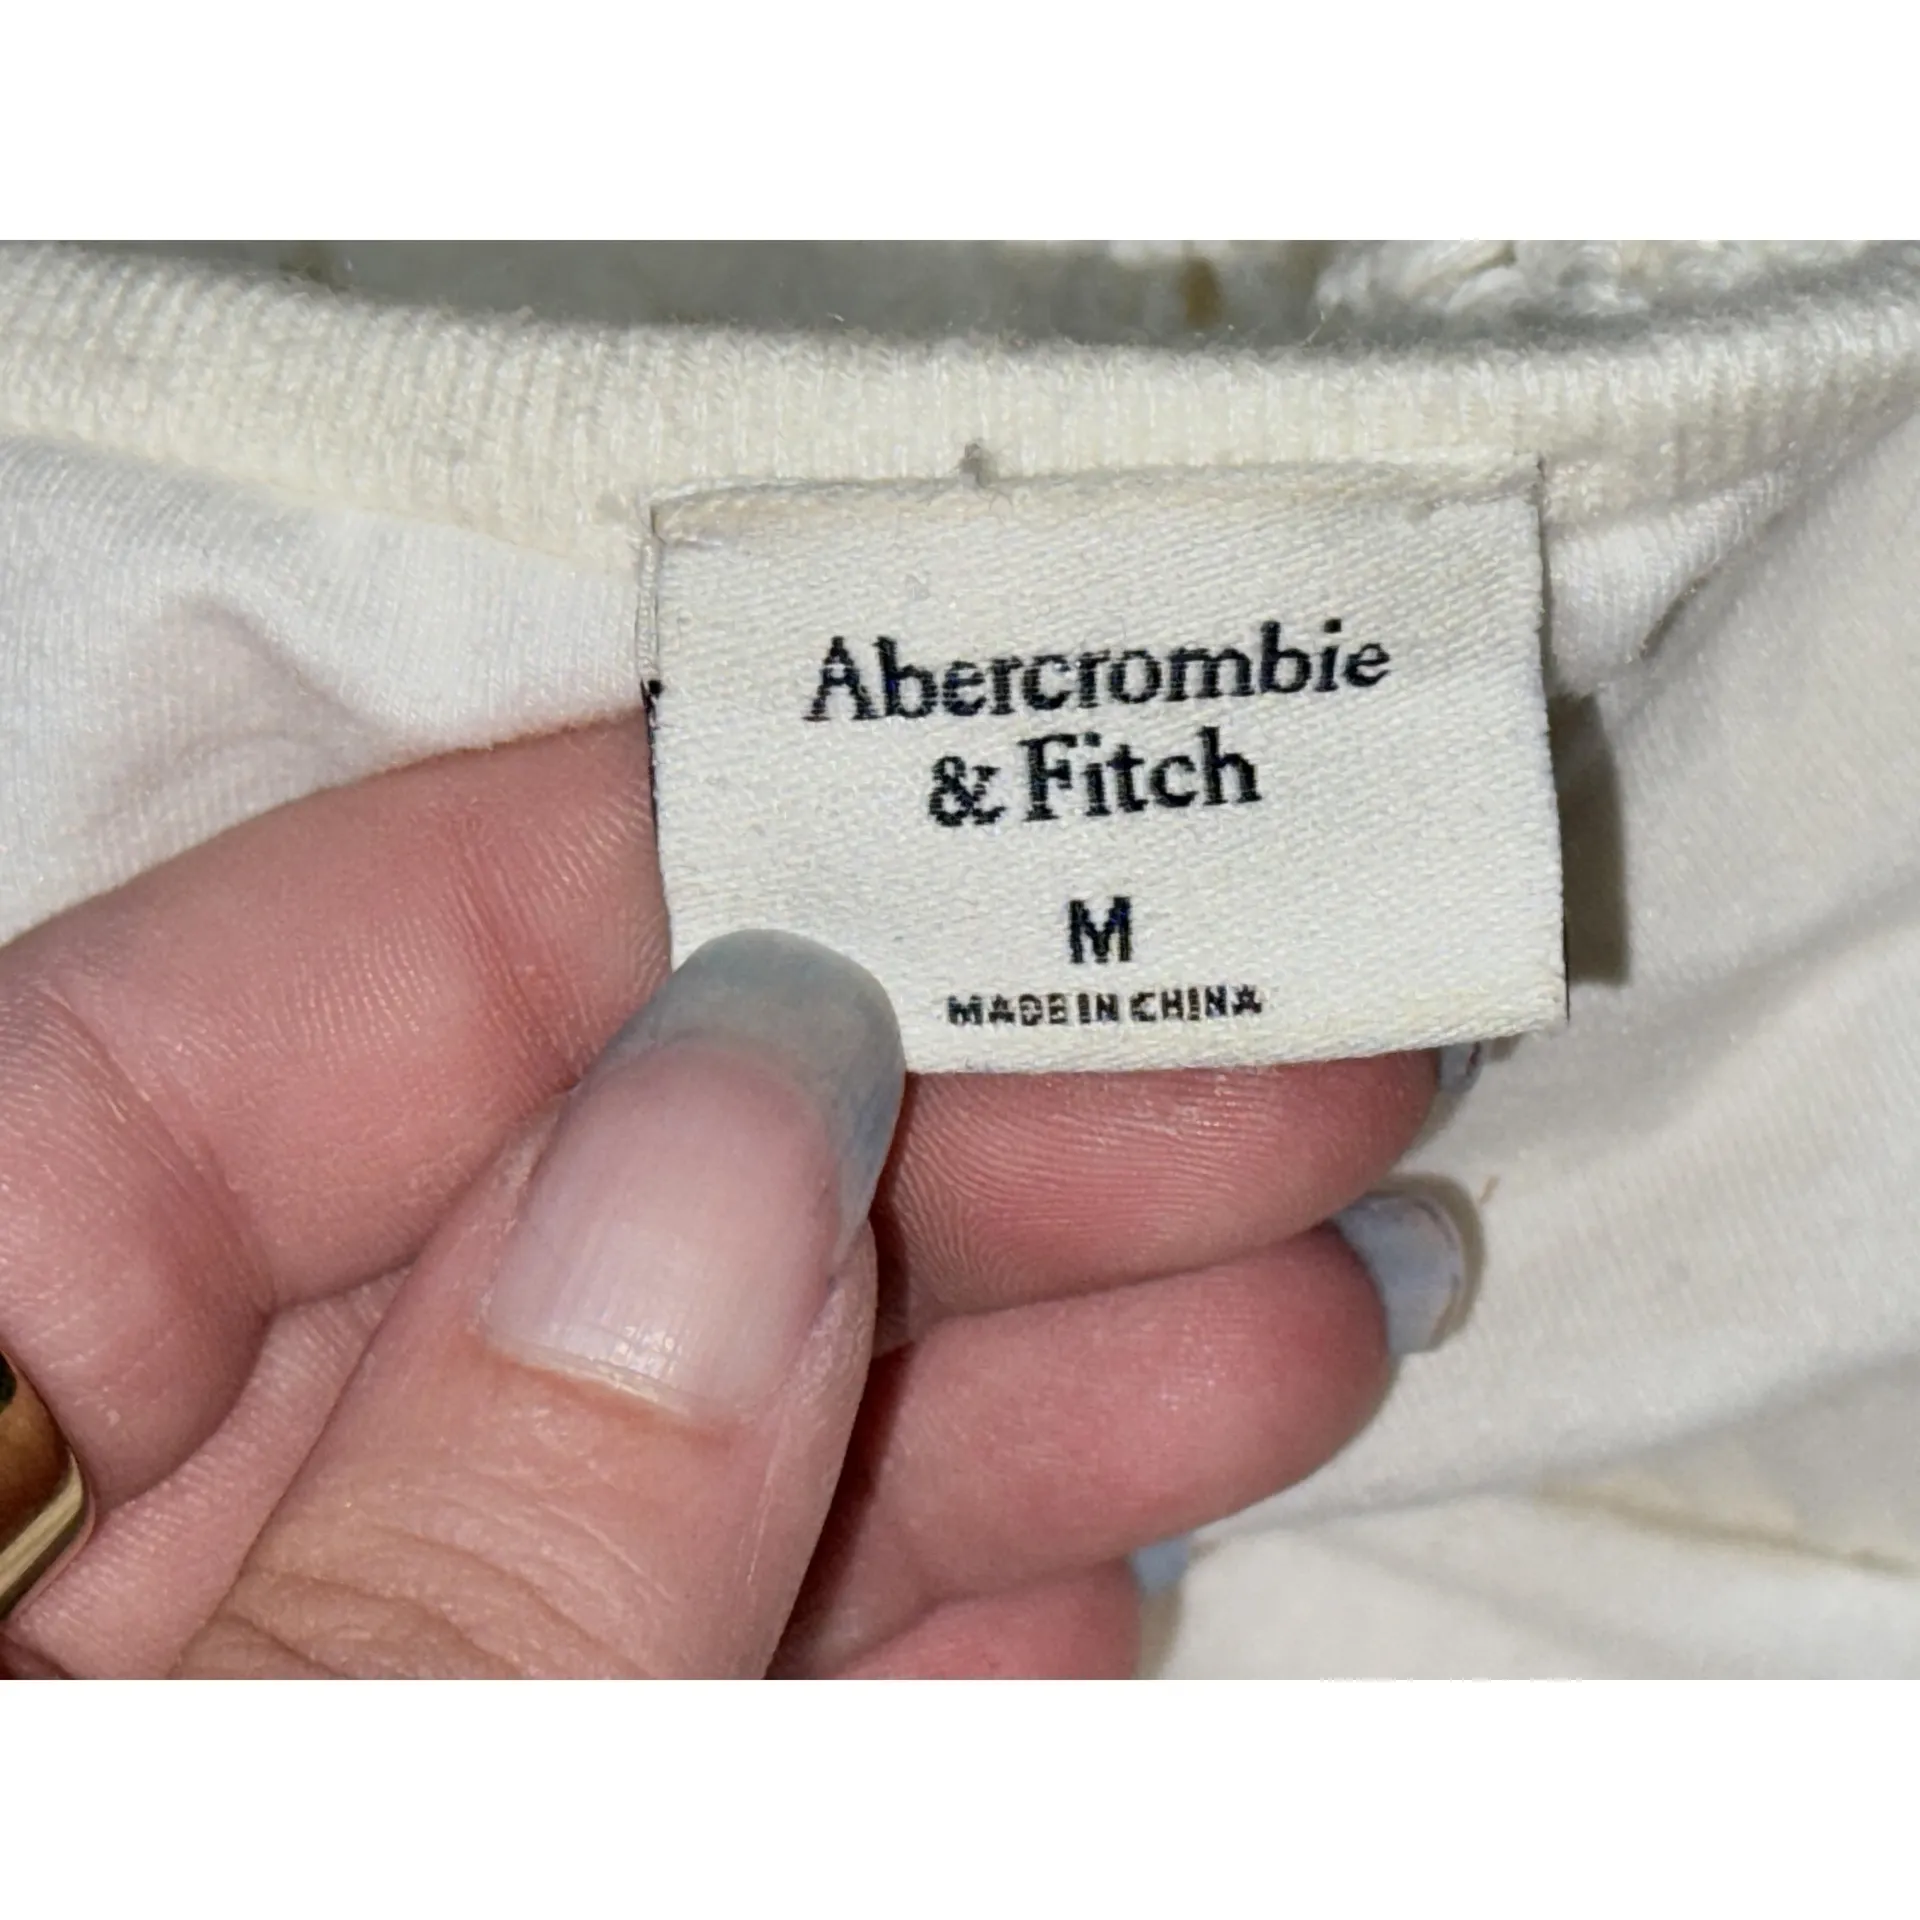 Abercrombie
& Fitch
M
MADE IN CHINA